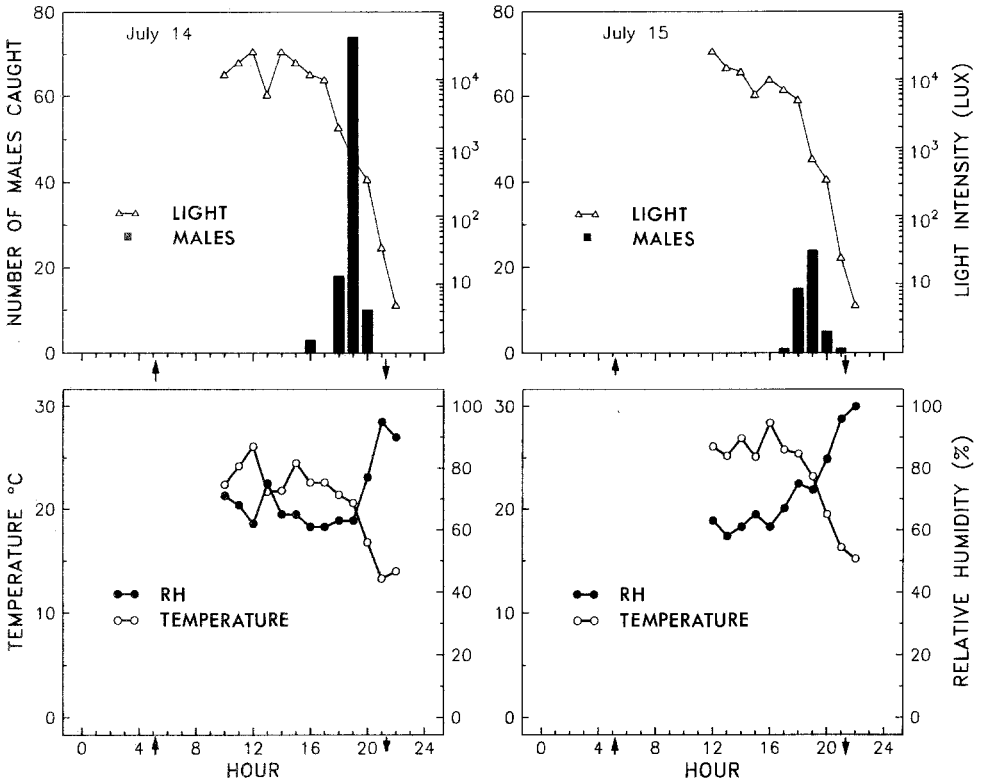 July 14
80
60
40
20
0
NUMBER OF MALES CAUGHT
10⁴
10³
10²
10
LIGHT
MALES
July 15
80
60
40
20
0
10⁴
10³
10²
10
LIGHT INTENSITY (LUX)
LIGHT
MALES
30
20
10
0
TEMPERATURE °C
100
80
60
40
20
0
RH
TEMPERATURE
0 4 8 12 16 20 24
HOUR
30
20
10
0
100
80
60
40
20
0
RELATIVE HUMIDITY (%)
RH
TEMPERATURE
0 4 8 12 16 20 24
HOUR